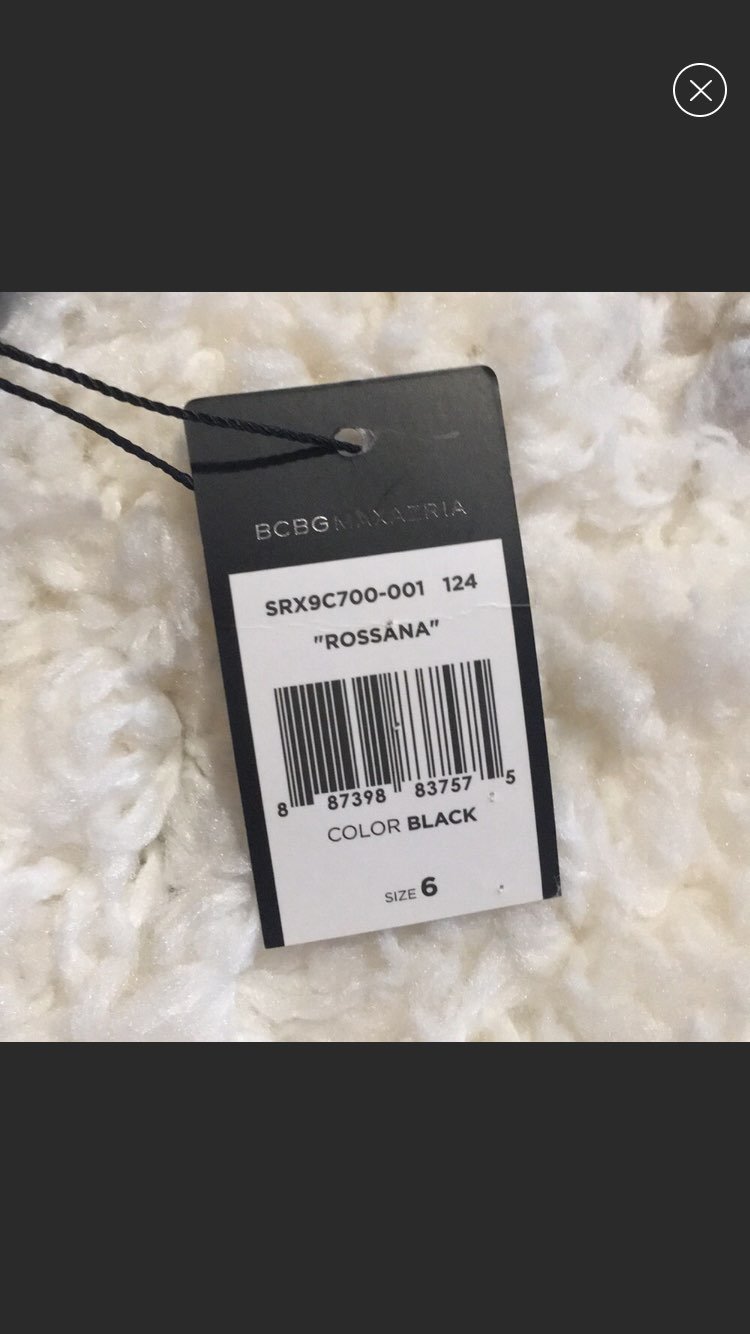 BCBGMAXAZRIA
SRX9C700-001 124
"ROSSANA"
8 87398 83757 5
COLOR BLACK
SIZE 6